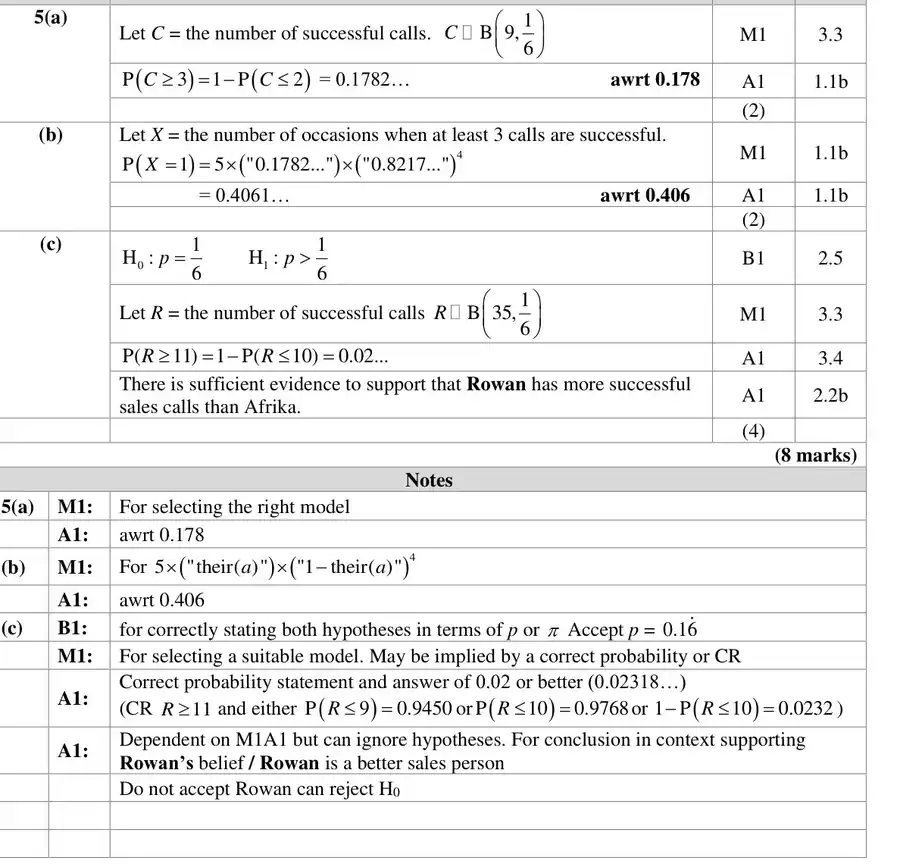 5(a) Let C = the number of successful calls. C □ B(9, 1/6) M1 3.3
P(C ≥ 3) = 1 − P(C ≤ 2) = 0.1782… awrt 0.178 A1 1.1b
(2)
(b) Let X = the number of occasions when at least 3 calls are successful.
P(X = 1) = 5×("0.1782...")×("0.8217...")⁴ M1 1.1b
= 0.4061… awrt 0.406 A1 1.1b
(2)
(c) H₀ : p = 1/6 H₁ : p > 1/6 B1 2.5
Let R = the number of successful calls R □ B(35, 1/6) M1 3.3
P(R ≥ 11) = 1 − P(R ≤ 10) = 0.02... A1 3.4
There is sufficient evidence to support that Rowan has more successful
sales calls than Afrika. A1 2.2b
(4)
(8 marks)
Notes
5(a) M1: For selecting the right model
A1: awrt 0.178
(b) M1: For 5×("their(a)")×("1 − their(a)")⁴
A1: awrt 0.406
(c) B1: for correctly stating both hypotheses in terms of p or π Accept p = 0.16̇
M1: For selecting a suitable model. May be implied by a correct probability or CR
A1: Correct probability statement and answer of 0.02 or better (0.02318…)
(CR R ≥ 11 and either P(R ≤ 9) = 0.9450 or P(R ≤ 10) = 0.9768 or 1 − P(R ≤ 10) = 0.0232 )
A1: Dependent on M1A1 but can ignore hypotheses. For conclusion in context supporting
Rowan’s belief / Rowan is a better sales person
Do not accept Rowan can reject H₀